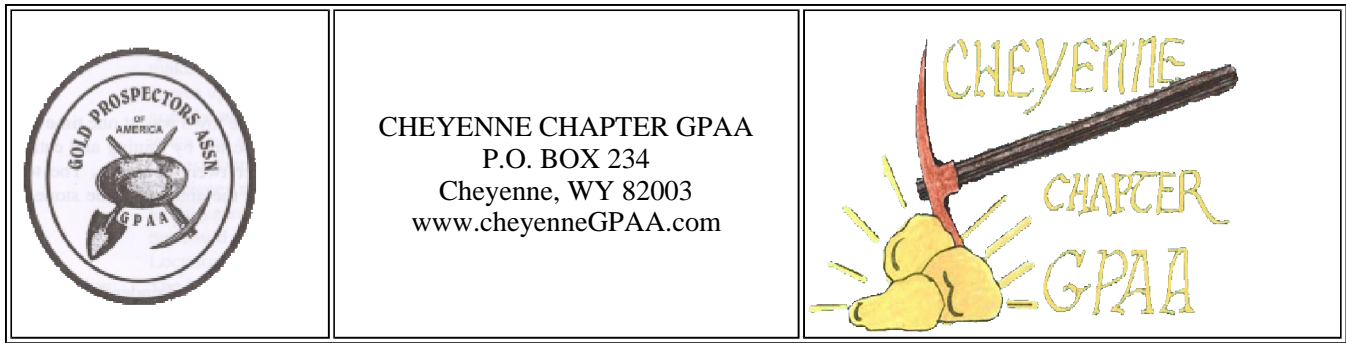 GOLD PROSPECTORS ASSN.
OF
AMERICA
GPAA
CHEYENNE CHAPTER GPAA
P.O. BOX 234
Cheyenne, WY 82003
www.cheyenneGPAA.com
CHEYENNE
CHAPTER
GPAA